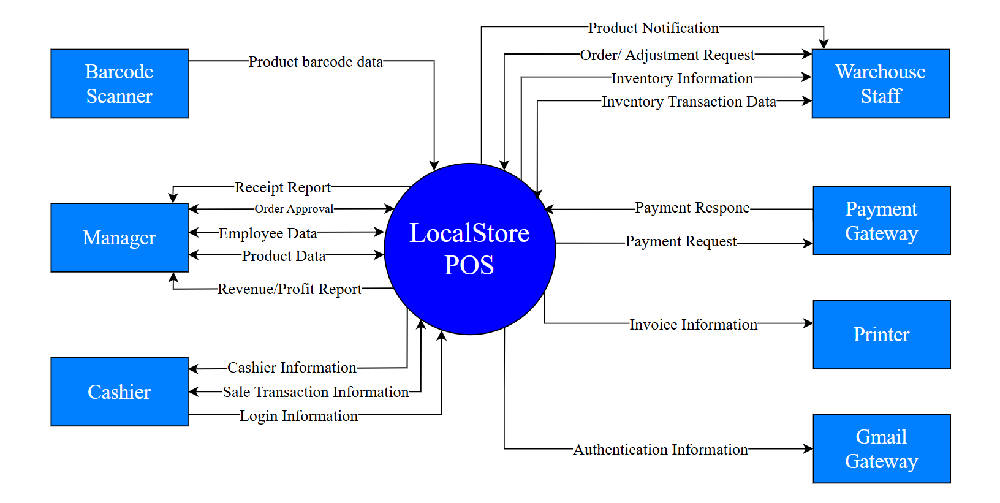 Product Notification
Order/ Adjustment Request
Inventory Information
Inventory Transaction Data
Barcode
Scanner
Product barcode data
Warehouse
Staff
Receipt Report
Order Approval
Employee Data
Product Data
Revenue/Profit Report
Manager
LocalStore
POS
Payment Respone
Payment Request
Payment
Gateway
Invoice Information
Printer
Cashier Information
Sale Transaction Information
Login Information
Cashier
Authentication Information
Gmail
Gateway